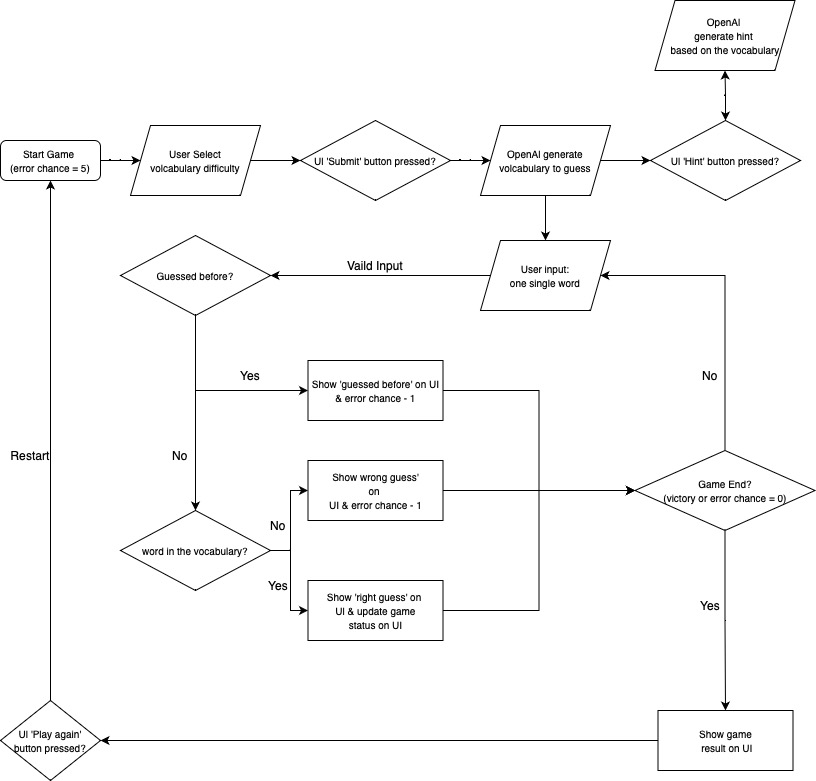 OpenAI
generate hint
based on the vocabulary
Start Game
(error chance = 5)
User Select
volcabulary difficulty
UI 'Submit' button pressed?
OpenAI generate
volcabulary to guess
UI 'Hint' button pressed?
Guessed before?
Vaild Input
User input:
one single word
Yes
Show 'guessed before' on UI
& error chance - 1
No
Restart
No
Show wrong guess'
on
UI & error chance - 1
Game End?
(victory or error chance = 0)
No
word in the vocabulary?
Yes
Show 'right guess' on
UI & update game
status on UI
Yes
UI 'Play again'
button pressed?
Show game
result on UI